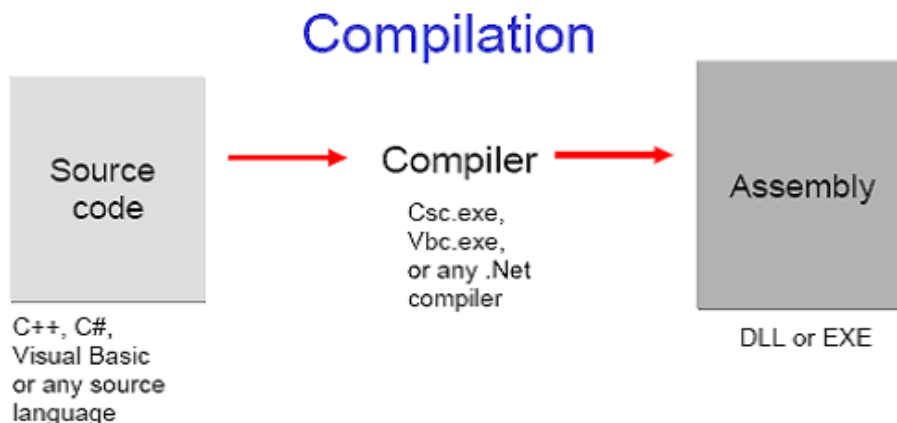 Compilation
Source
code
C++, C#,
Visual Basic
or any source
language
Compiler
Csc.exe,
Vbc.exe,
or any .Net
compiler
Assembly
DLL or EXE